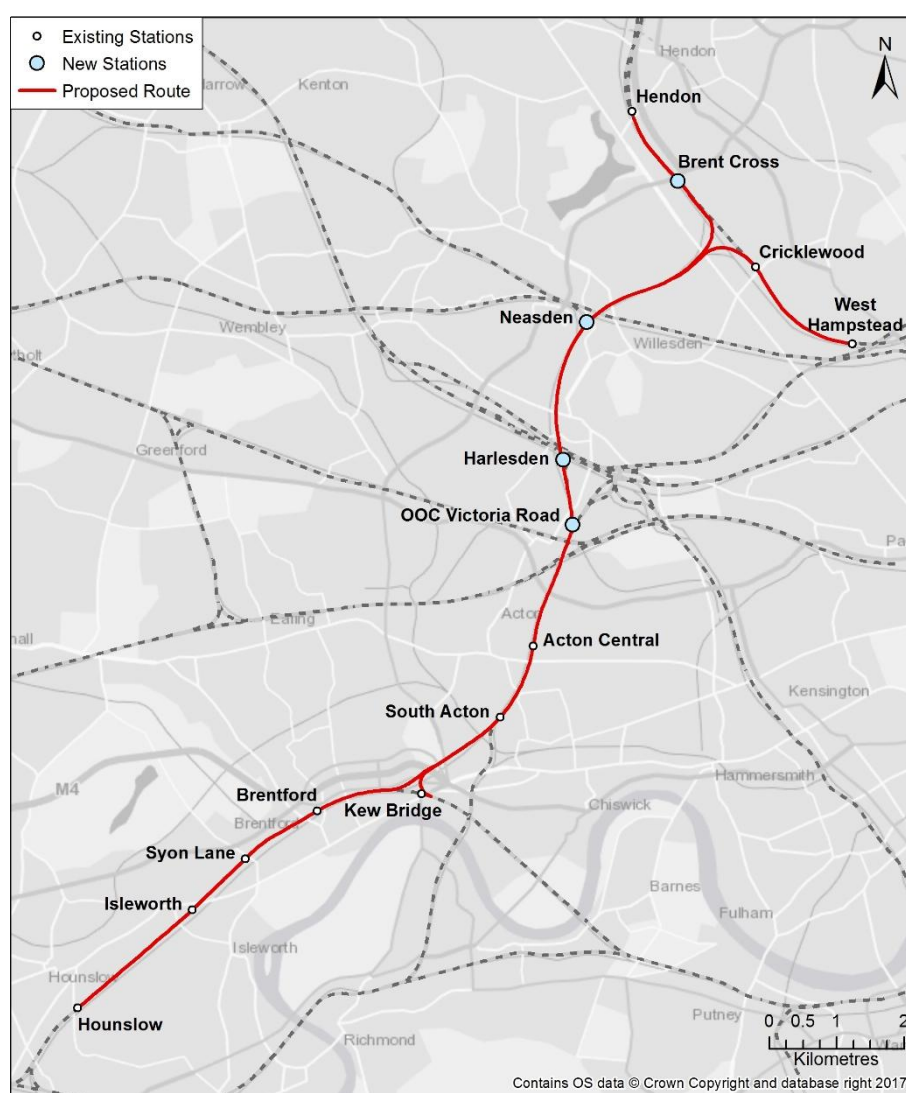 Existing Stations
New Stations
Proposed Route
N
Hendon
Kenton
Hendon
Brent Cross
Cricklewood
West
Hampstead
Neasden
Wembley
Willesden
Greenford
Harlesden
OOC Victoria Road
Acton
Ealing
Acton Central
South Acton
Kensington
M4
Hammersmith
Brentford
Brentford
Kew Bridge
Chiswick
Syon Lane
Barnes
Isleworth
Fulham
Isleworth
Hounslow
Hounslow
Putney
Richmond
0 0.5 1 2
Kilometres
Contains OS data © Crown Copyright and database right 2017